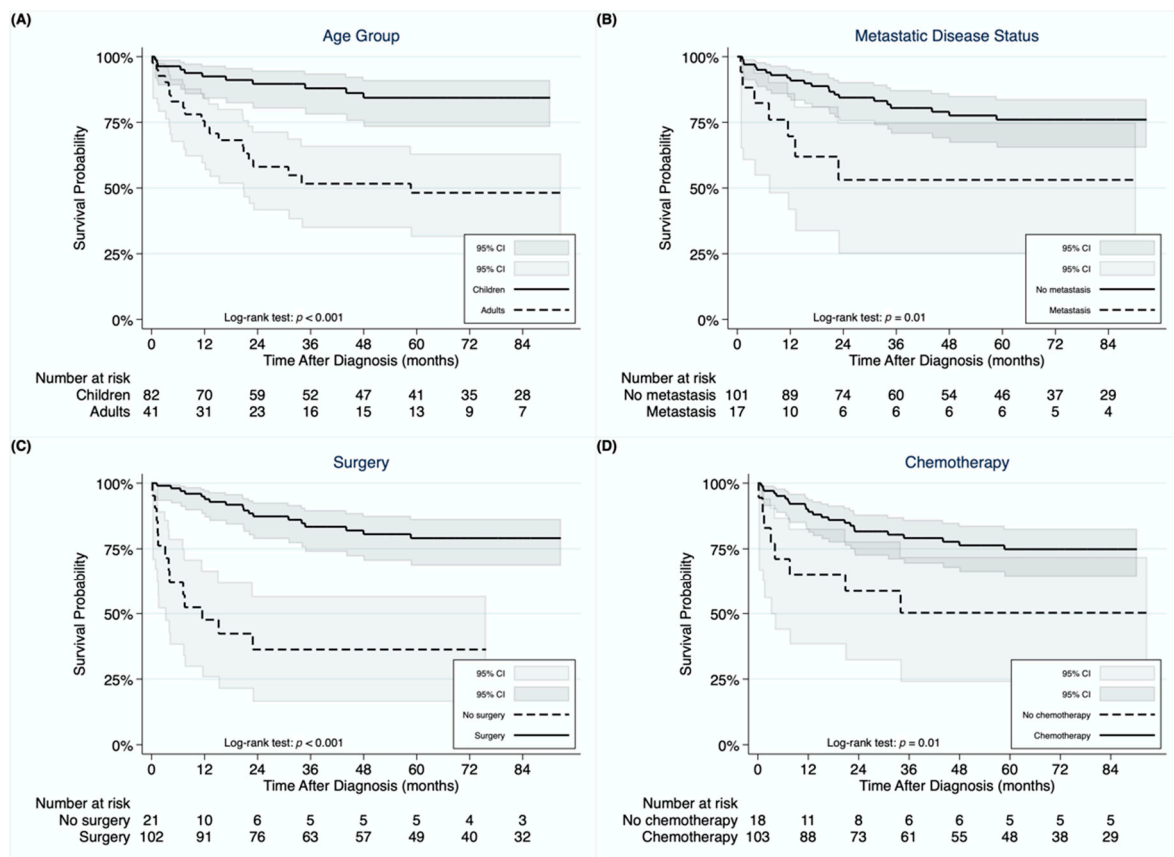 (A)
Age Group
100%
75%
50%
25%
0%
Survival Probability
95% CI
95% CI
Children
Adults
Log-rank test: p < 0.001
0 12 24 36 48 60 72 84
Time After Diagnosis (months)
Number at risk
Children 82 70 59 52 47 41 35 28
Adults 41 31 23 16 15 13 9 7
(B)
Metastatic Disease Status
100%
75%
50%
25%
0%
Survival Probability
95% CI
95% CI
No metastasis
Metastasis
Log-rank test: p = 0.01
0 12 24 36 48 60 72 84
Time After Diagnosis (months)
Number at risk
No metastasis 101 89 74 60 54 46 37 29
Metastasis 17 10 6 6 6 6 5 4
(C)
Surgery
100%
75%
50%
25%
0%
Survival Probability
95% CI
95% CI
No surgery
Surgery
Log-rank test: p < 0.001
0 12 24 36 48 60 72 84
Time After Diagnosis (months)
Number at risk
No surgery 21 10 6 5 5 5 4 3
Surgery 102 91 76 63 57 49 40 32
(D)
Chemotherapy
100%
75%
50%
25%
0%
Survival Probability
95% CI
95% CI
No chemotherapy
Chemotherapy
Log-rank test: p = 0.01
0 12 24 36 48 60 72 84
Time After Diagnosis (months)
Number at risk
No chemotherapy 18 11 8 6 6 5 5 5
Chemotherapy 103 88 73 61 55 48 38 29